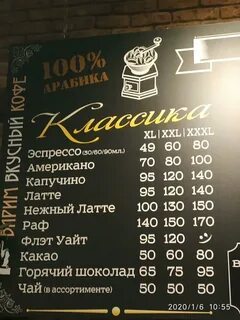 100%
АРАБИКА
ВАРИМ ВКУСНЫЙ КОФЕ
Классика
XL | XXL | XXXL
Эспрессо (30/60/90мл.) 49 60 80
Американо 70 80 100
Капучино 95 120 140
Латте 95 120 140
Нежный Латте 100 130 150
Раф 140 150 170
Флэт Уайт 95 120
Какао 50 60 80
Горячий шоколад 65 75 95
Чай (в ассортименте) 50 50 50
2020/1/6 10:55